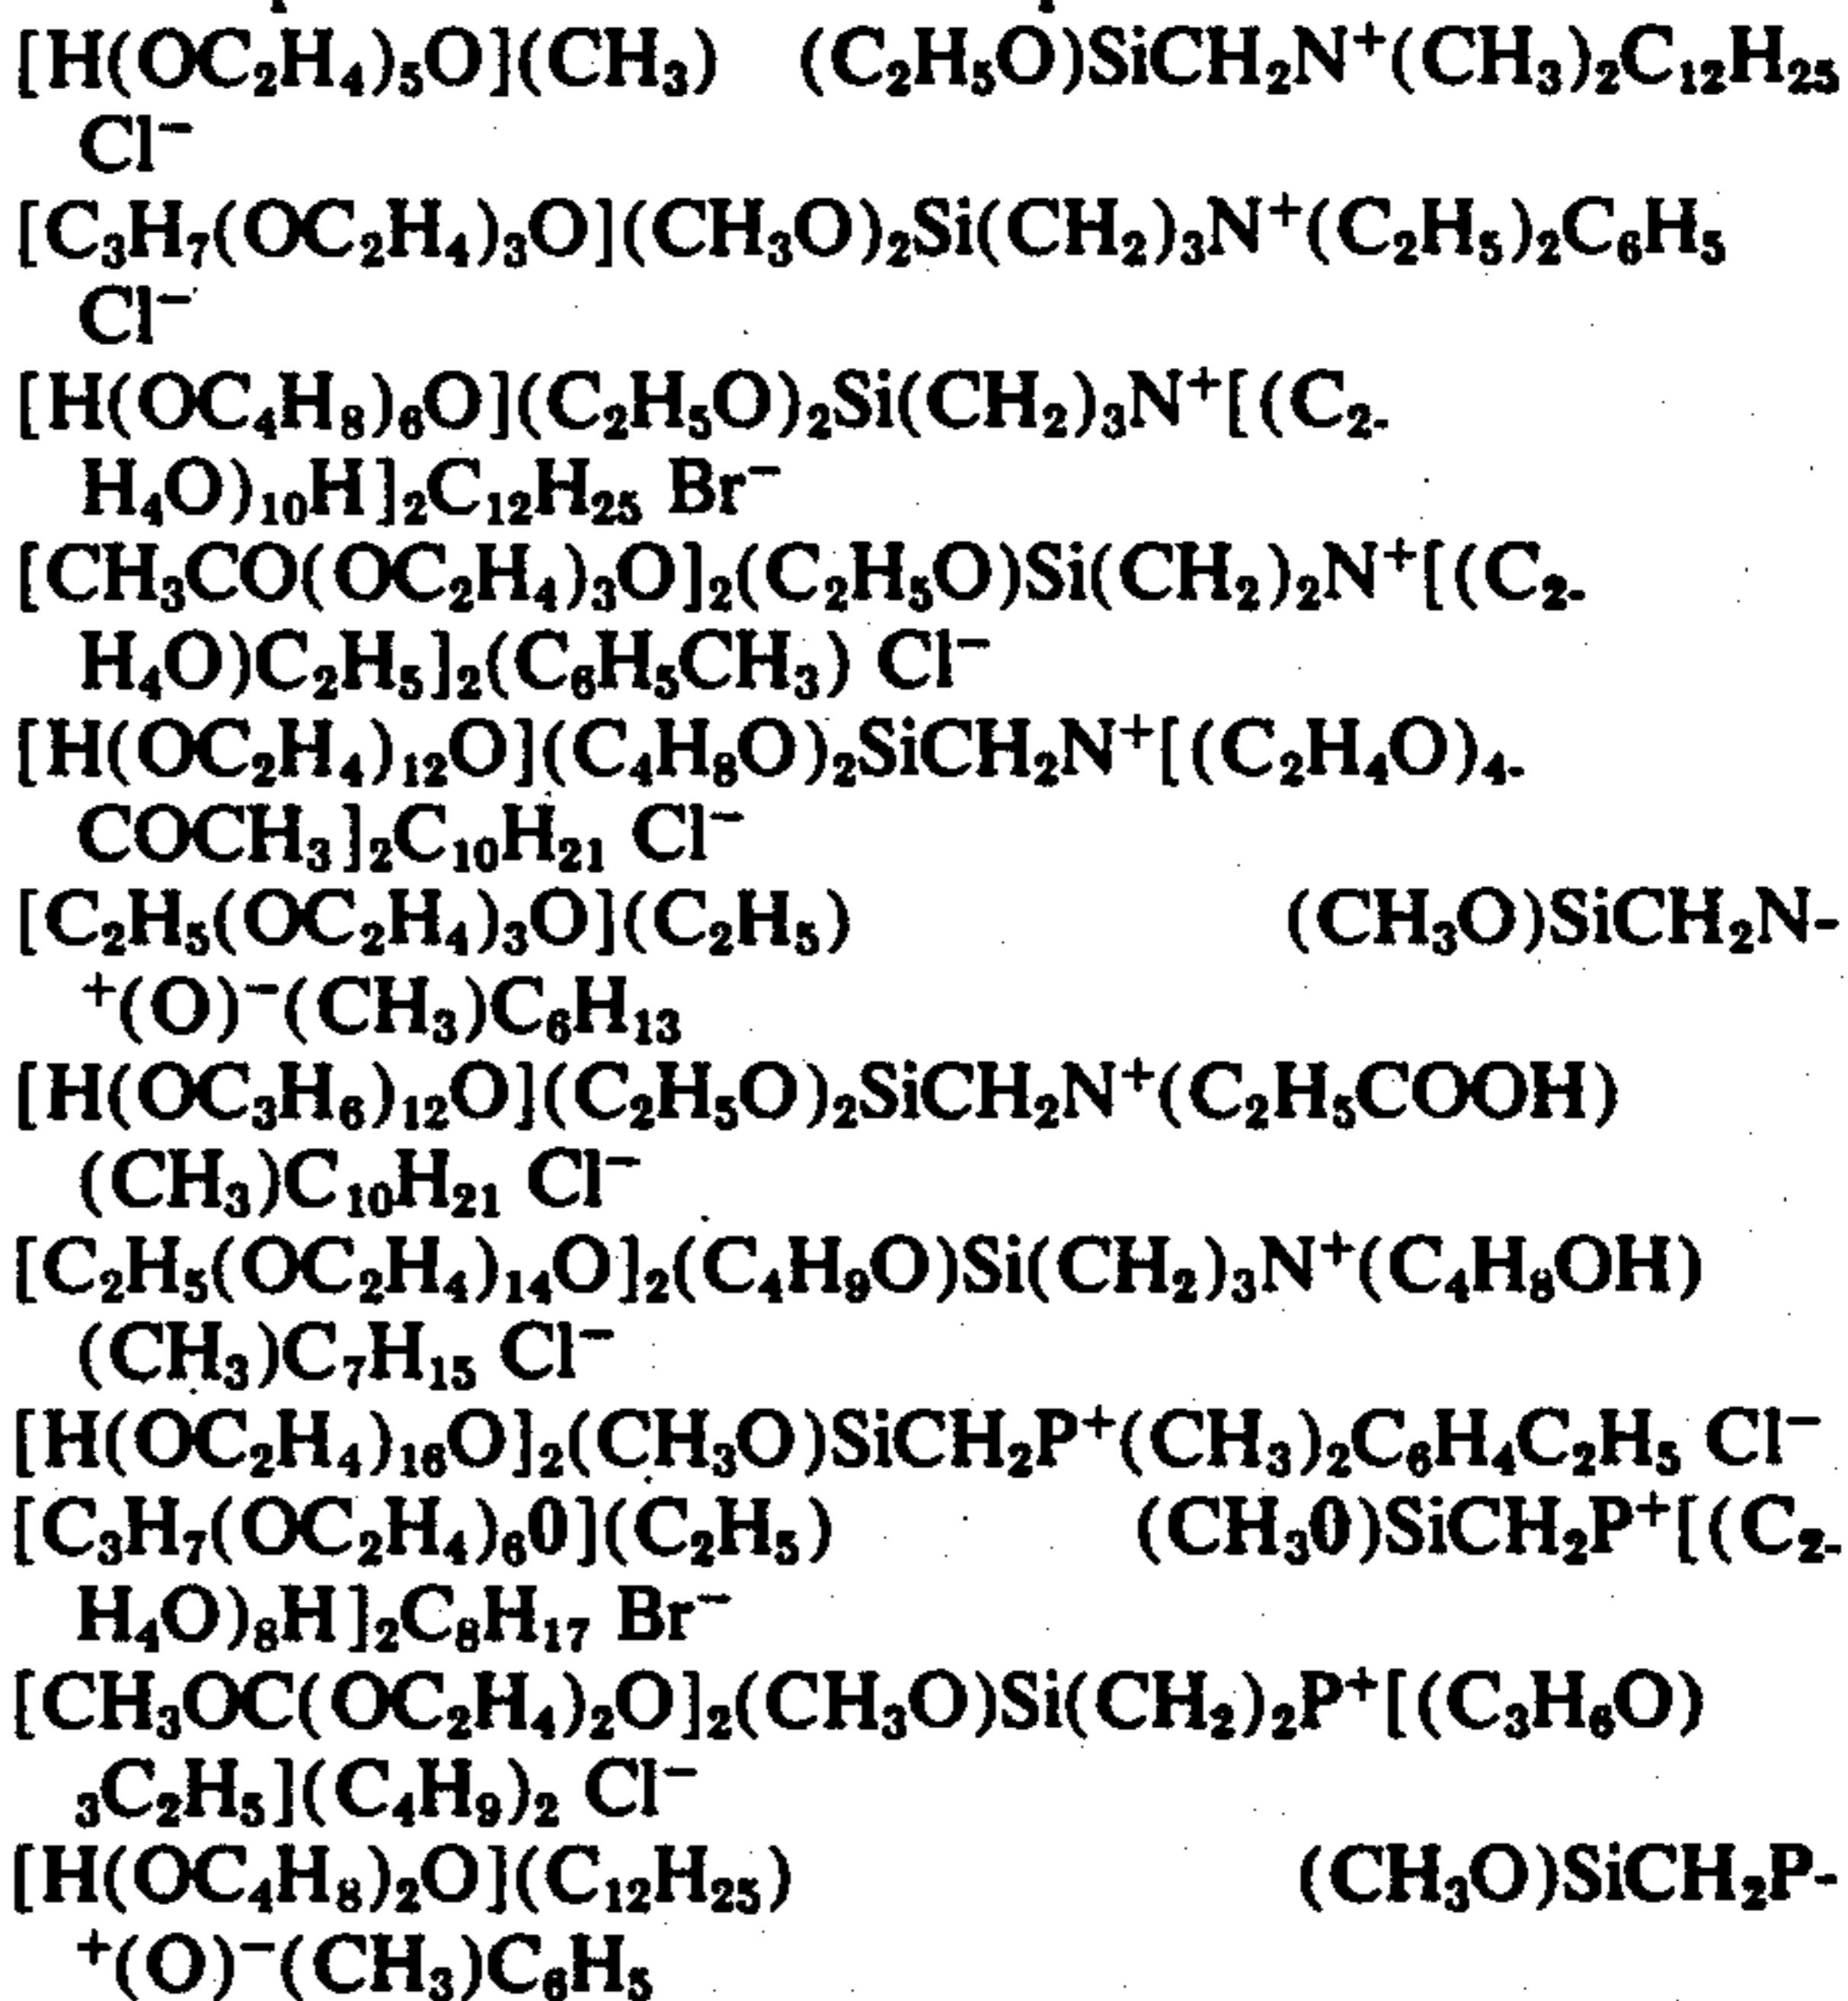 [H(OC₂H₄)₅O](CH₃) (C₂H₅O)SiCH₂N⁺(CH₃)₂C₁₂H₂₅
Cl⁻
[C₃H₇(OC₂H₄)₃O](CH₃O)₂Si(CH₂)₃N⁺(C₂H₅)₂C₆H₅
Cl⁻
[H(OC₄H₈)₆O](C₂H₅O)₂Si(CH₂)₃N⁺[(C₂-
H₄O)₁₀H]₂C₁₂H₂₅ Br⁻
[CH₃CO(OC₂H₄)₃O]₂(C₂H₅O)Si(CH₂)₂N⁺[(C₂-
H₄O)C₂H₅]₂(C₆H₅CH₃) Cl⁻
[H(OC₂H₄)₁₂O](C₄H₈O)₂SiCH₂N⁺[(C₂H₄O)₄-
COCH₃]₂C₁₀H₂₁ Cl⁻
[C₂H₅(OC₂H₄)₃O](C₂H₅) (CH₃O)SiCH₂N-
⁺(O)⁻(CH₃)C₆H₁₃
[H(OC₃H₆)₁₂O](C₂H₅O)₂SiCH₂N⁺(C₂H₅COOH)
(CH₃)C₁₀H₂₁ Cl⁻
[C₂H₅(OC₂H₄)₁₄O]₂(C₄H₉O)Si(CH₂)₃N⁺(C₄H₈OH)
(CH₃)C₇H₁₅ Cl⁻
[H(OC₂H₄)₁₆O]₂(CH₃O)SiCH₂P⁺(CH₃)₂C₆H₄C₂H₅ Cl⁻
[C₃H₇(OC₂H₄)₆0](C₂H₅) (CH₃0)SiCH₂P⁺[(C₂-
H₄O)₈H]₂C₈H₁₇ Br⁻
[CH₃OC(OC₂H₄)₂O]₂(CH₃O)Si(CH₂)₂P⁺[(C₃H₆O)
₃C₂H₅](C₄H₉)₂ Cl⁻
[H(OC₄H₈)₂O](C₁₂H₂₅) (CH₃O)SiCH₂P-
⁺(O)⁻(CH₃)C₆H₅